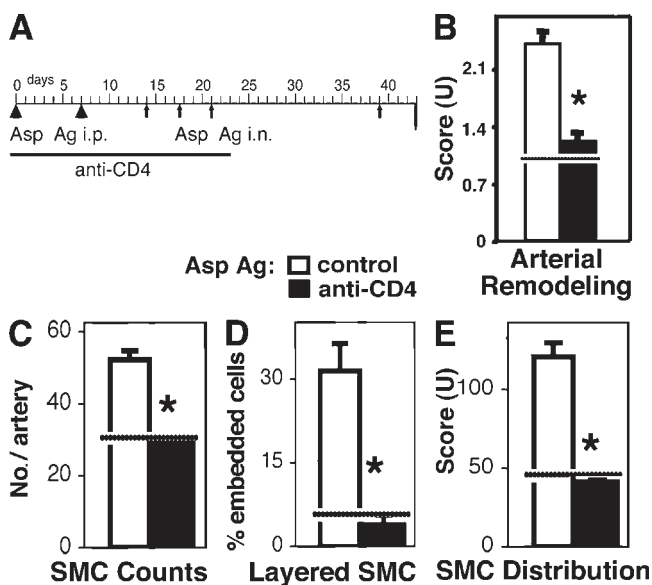 A
days
0 5 10 15 20 25 30 35 40
Asp Ag i.p. Asp Ag i.n.
anti-CD4
B
Score (U)
2.1
1.4
0.7
0
*
Arterial
Remodeling
Asp Ag: control
anti-CD4
C
No./ artery
60
40
20
0
*
SMC Counts
D
% embedded cells
30
15
0
*
Layered SMC
E
Score (U)
100
50
0
*
SMC Distribution